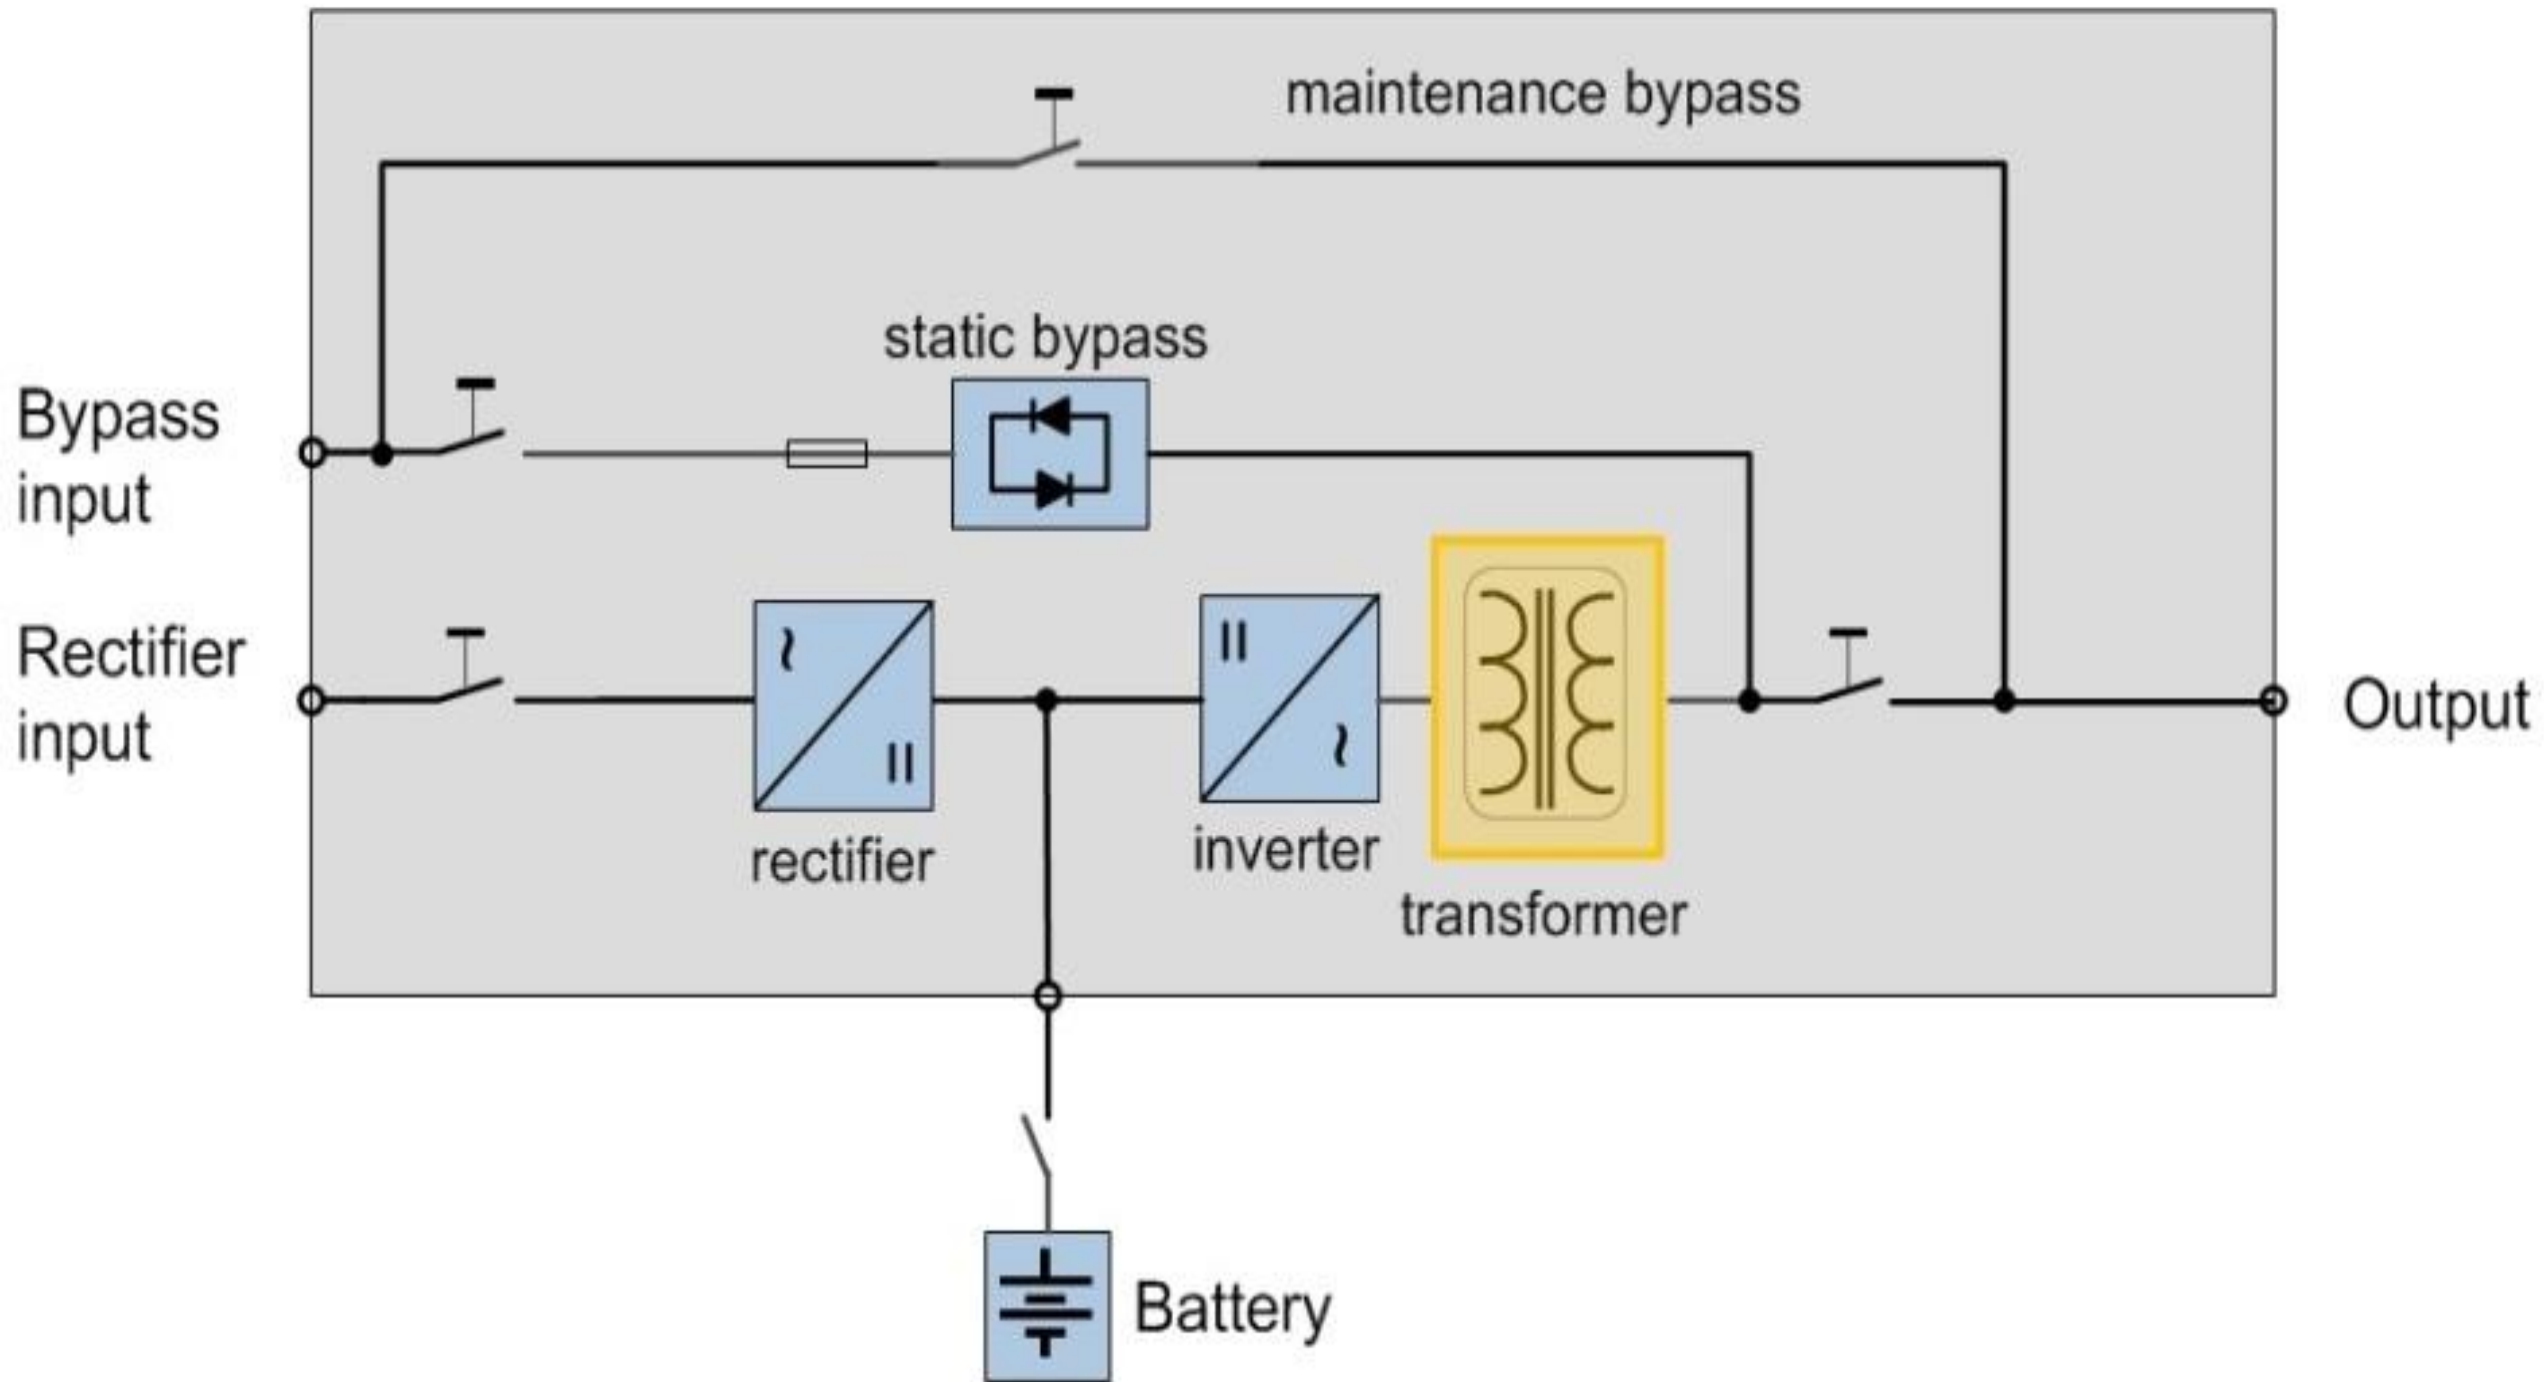 maintenance bypass
static bypass
Bypass
input
Rectifier
input
rectifier
inverter
transformer
Output
Battery